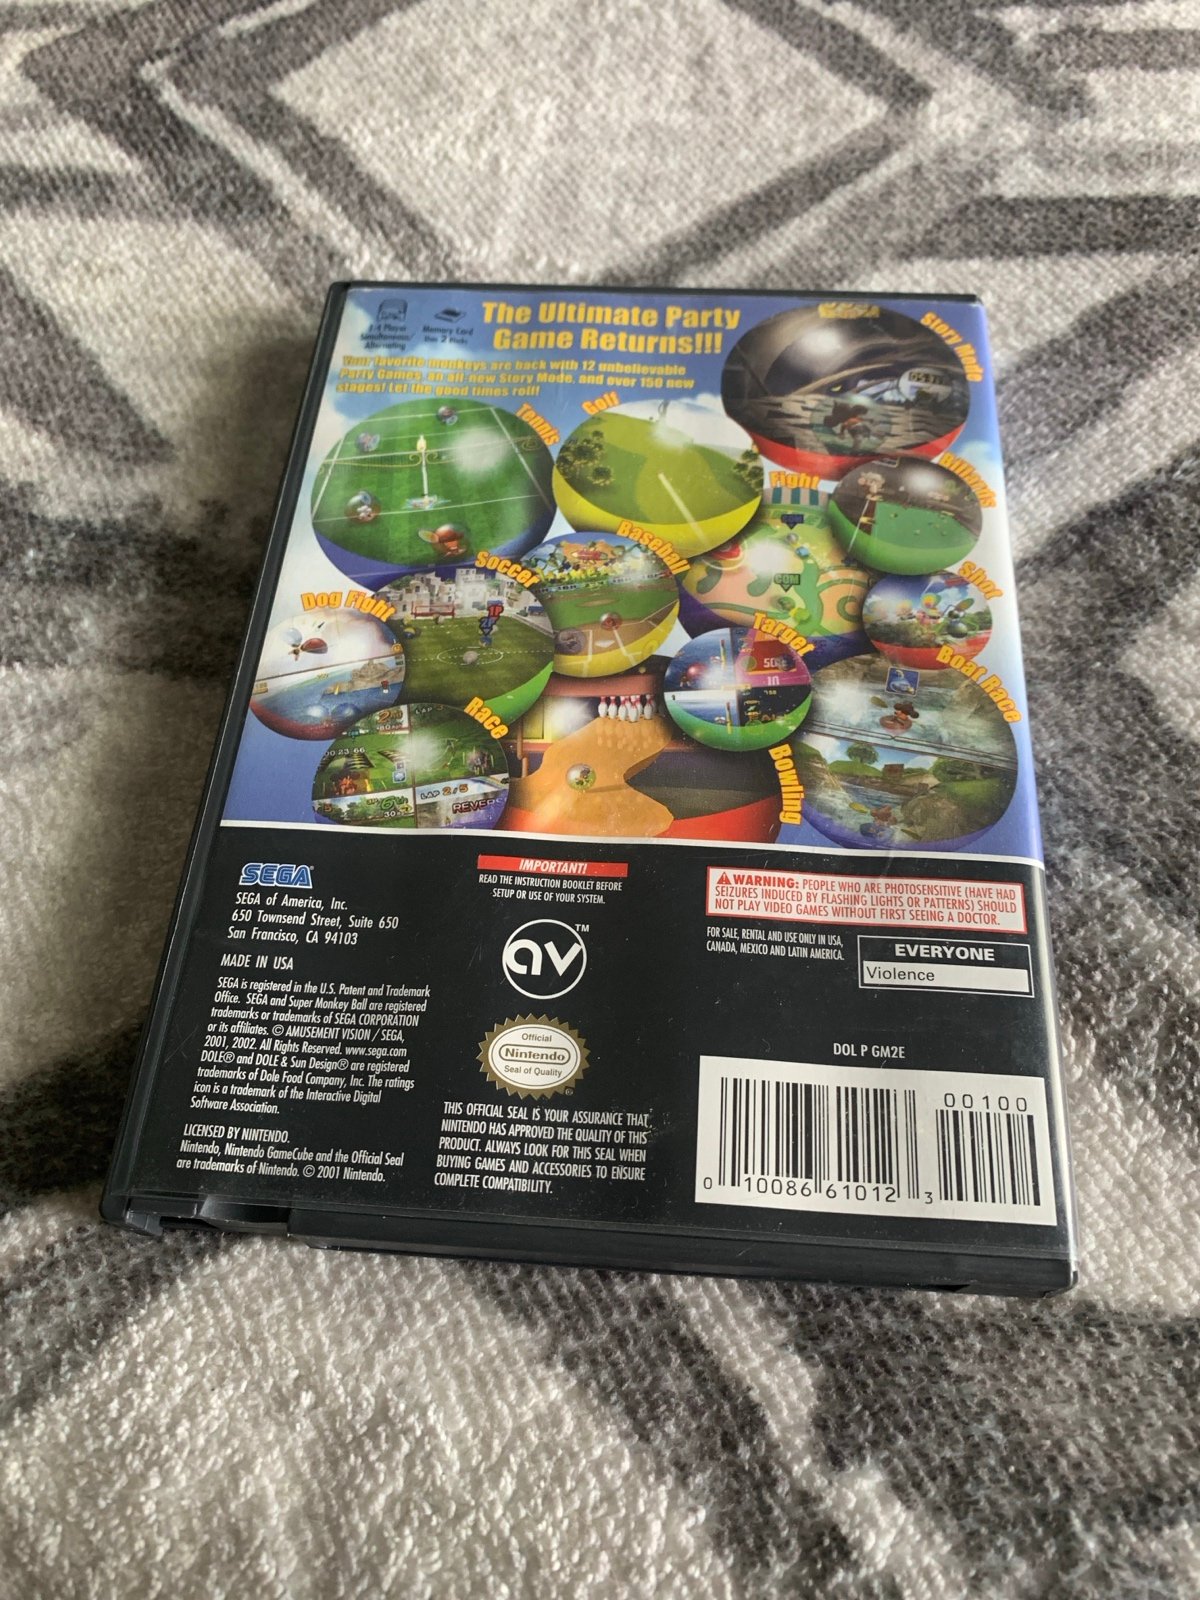 1-4 Player
Simultaneous/
Alternating
Memory Card
The Ultimate Party
Game Returns!!!
Your favorite monkeys are back with 12 unbelievable
Party Games, an all-new Story Mode, and over 150 new
stages! Let the good times roll!
Story Mode
Tennis
Golf
Billiards
Fight
Baseball
Soccer
COM
Shot
Dog Fight
1P
2P
Target
Boat Race
Race
LAP 3
00 23 66
LAP 2/5
REVER
Bowling
SEGA®
SEGA of America, Inc.
650 Townsend Street, Suite 650
San Francisco, CA 94103
MADE IN USA
SEGA is registered in the U.S. Patent and Trademark
Office. SEGA and Super Monkey Ball are registered
trademarks or trademarks of SEGA CORPORATION
or its affiliates. © AMUSEMENT VISION / SEGA,
2001, 2002. All Rights Reserved. www.sega.com
DOLE® and DOLE & Sun Design® are registered
trademarks of Dole Food Company, Inc. The ratings
icon is a trademark of the Interactive Digital
Software Association.
LICENSED BY NINTENDO.
Nintendo, Nintendo GameCube and the Official Seal
are trademarks of Nintendo. © 2001 Nintendo.
IMPORTANT!
READ THE INSTRUCTION BOOKLET BEFORE
SETUP OR USE OF YOUR SYSTEM.
av™
Official
Nintendo
Seal of Quality
THIS OFFICIAL SEAL IS YOUR ASSURANCE THAT
NINTENDO HAS APPROVED THE QUALITY OF THIS
PRODUCT. ALWAYS LOOK FOR THIS SEAL WHEN
BUYING GAMES AND ACCESSORIES TO ENSURE
COMPLETE COMPATIBILITY.
WARNING: PEOPLE WHO ARE PHOTOSENSITIVE (HAVE HAD
SEIZURES INDUCED BY FLASHING LIGHTS OR PATTERNS) SHOULD
NOT PLAY VIDEO GAMES WITHOUT FIRST SEEING A DOCTOR.
FOR SALE, RENTAL AND USE ONLY IN USA,
CANADA, MEXICO AND LATIN AMERICA.
EVERYONE
Violence
DOL P GM2E
00100
0 10086 61012 3